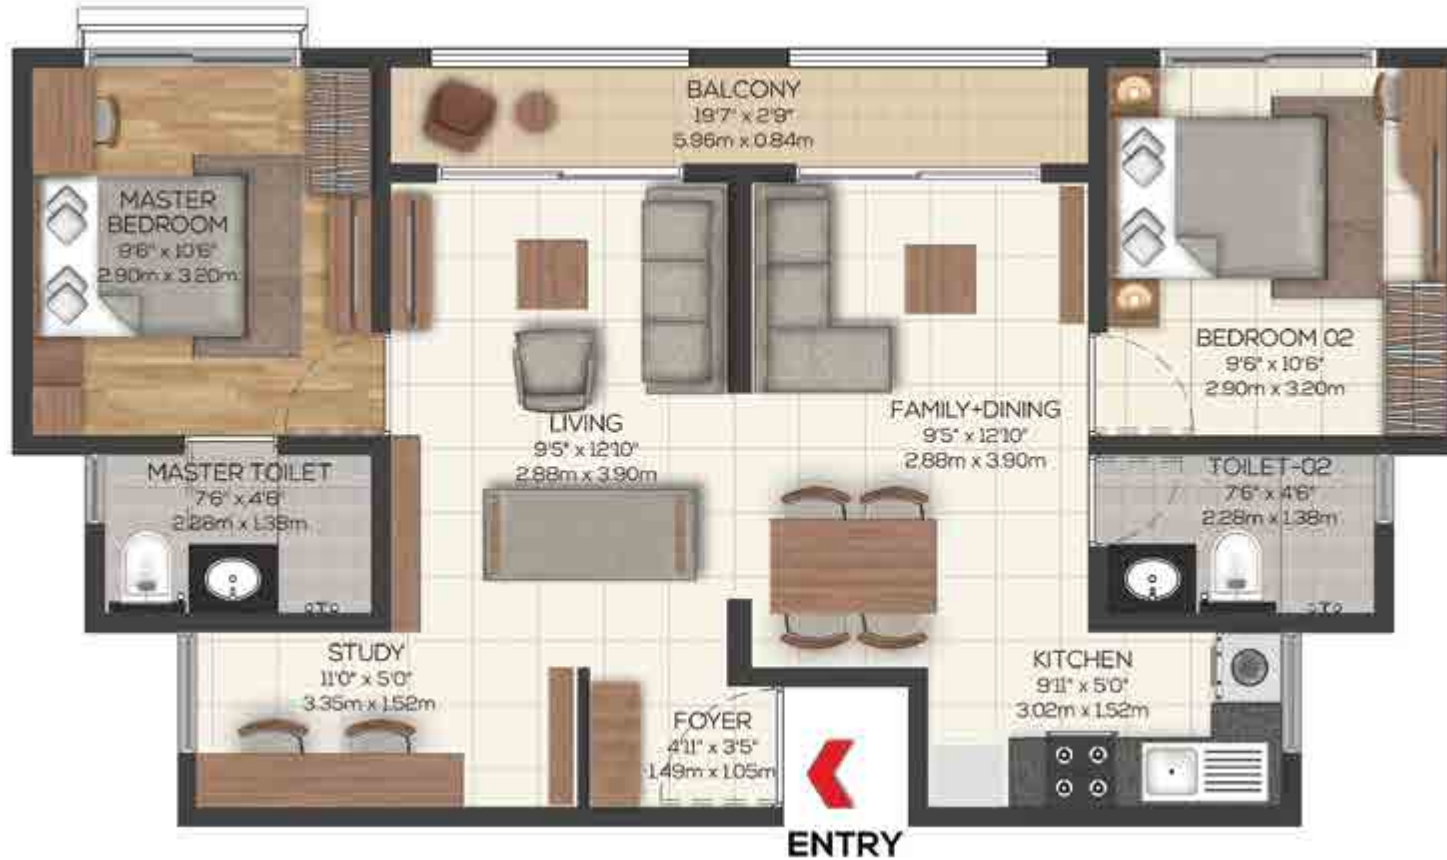 BALCONY
19'7" x 2'9"
5.96m x 0.84m
MASTER
BEDROOM
9'6" x 10'6"
2.90m x 3.20m
BEDROOM 02
9'6" x 10'6"
2.90m x 3.20m
LIVING
9'5" x 12'10"
2.88m x 3.90m
FAMILY+DINING
9'5" x 12'10"
2.88m x 3.90m
MASTER TOILET
7'6" x 4'6"
2.28m x 1.38m
TOILET-02
7'6" x 4'6"
2.28m x 1.38m
STUDY
11'0" x 5'0"
3.35m x 1.52m
FOYER
4'11" x 3'5"
1.49m x 1.05m
KITCHEN
9'11" x 5'0"
3.02m x 1.52m
ENTRY